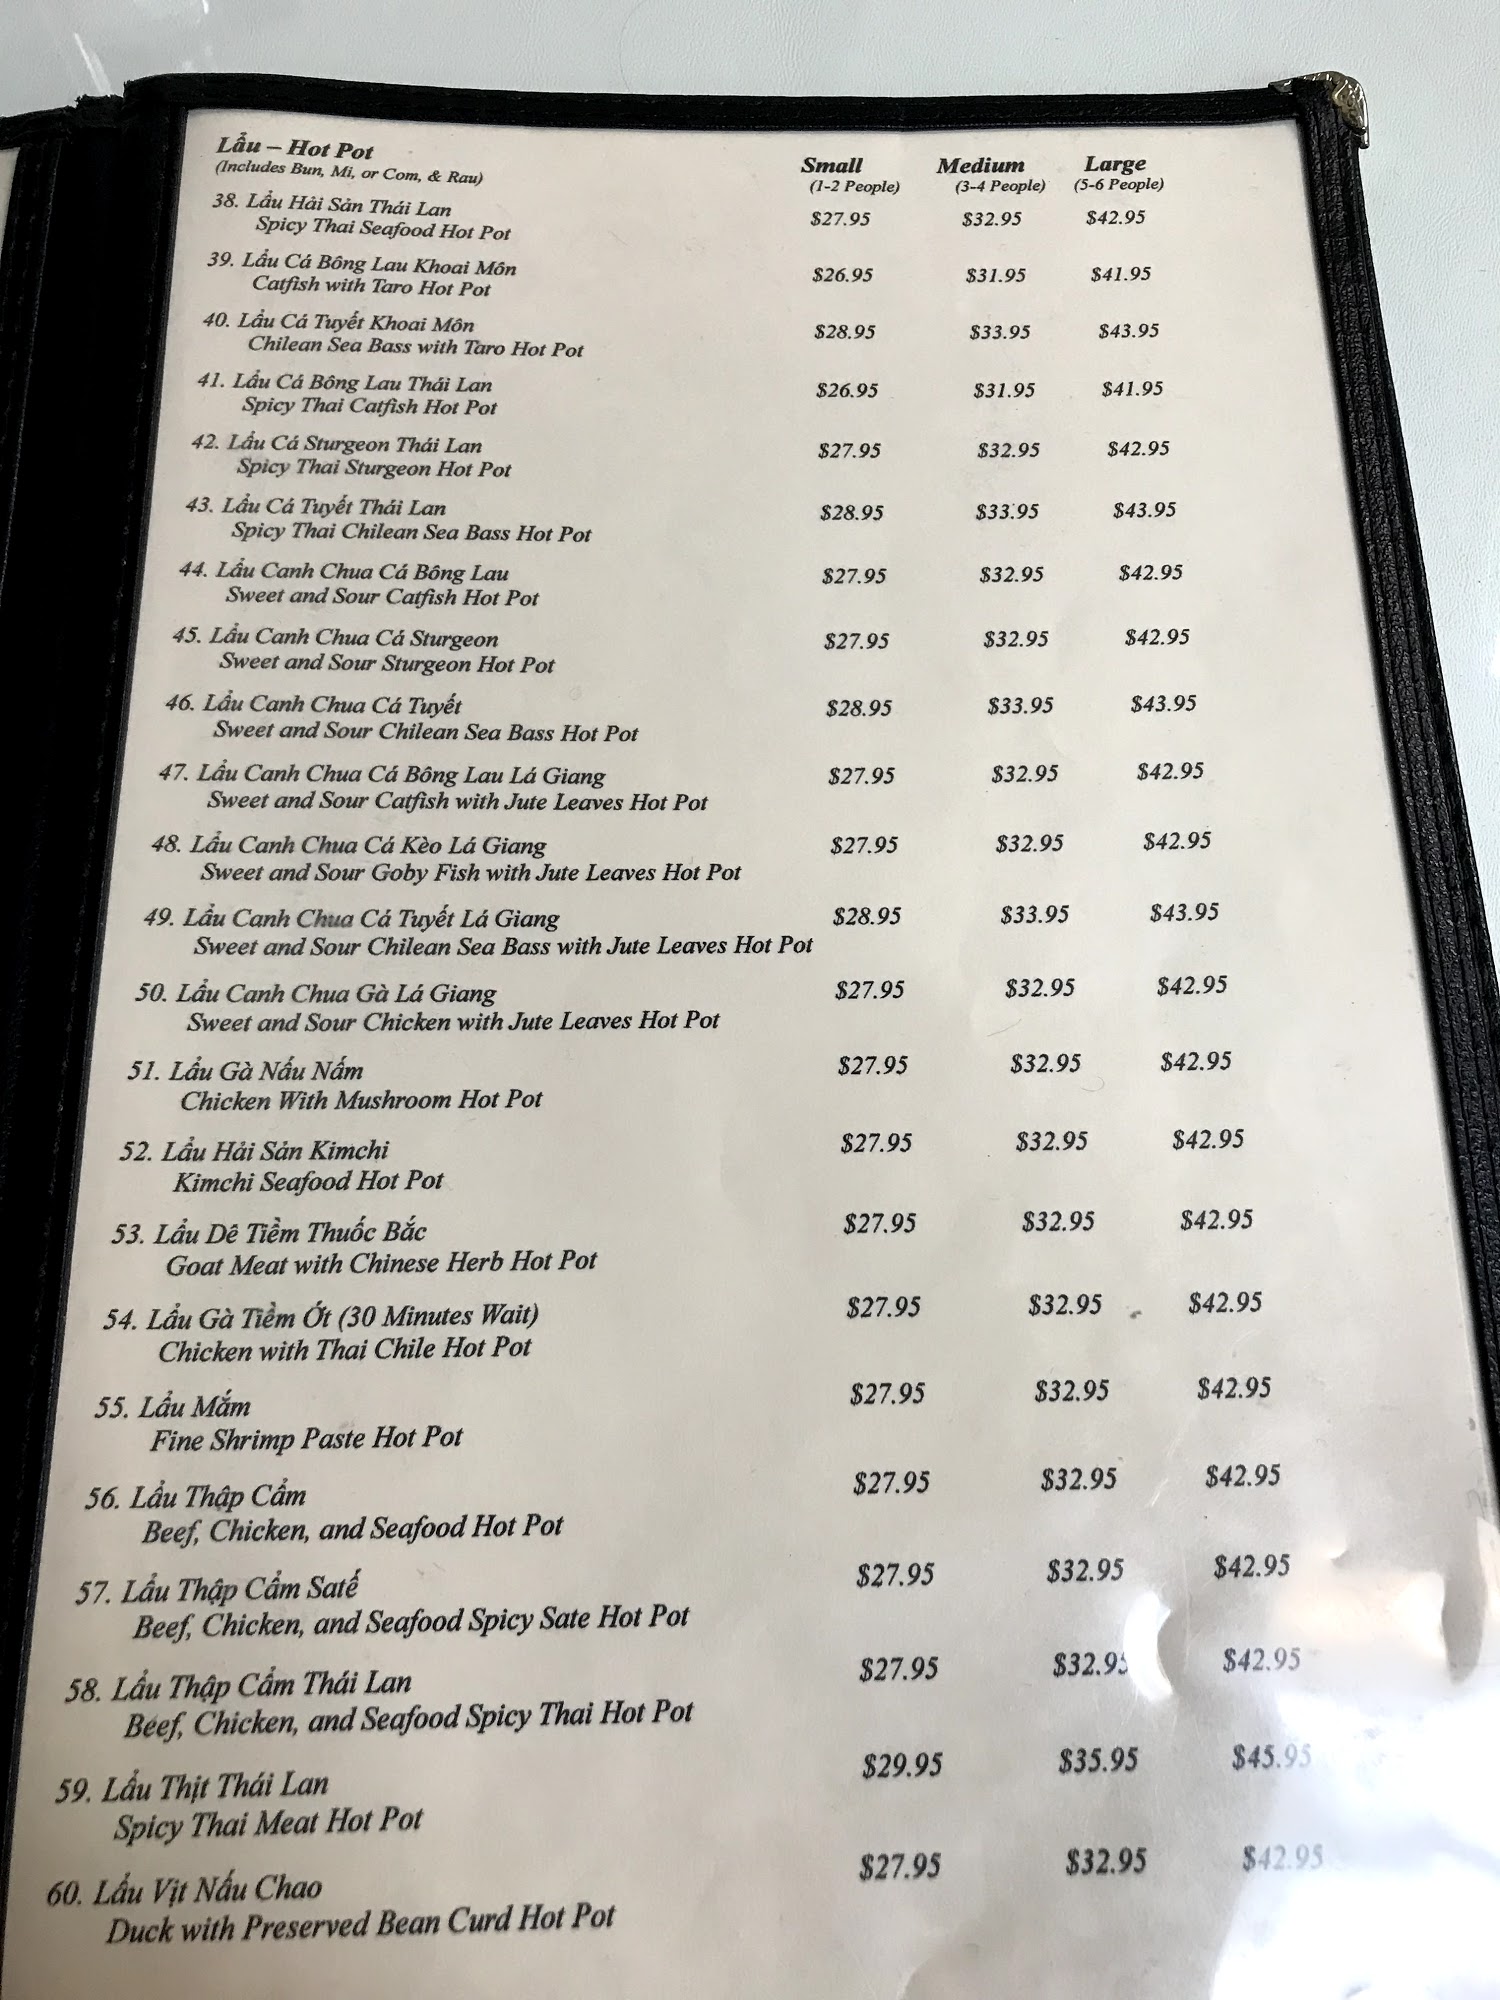 Lẩu – Hot Pot
(Includes Bun, Mi, or Com, & Rau)
Small Medium Large
(1-2 People) (3-4 People) (5-6 People)
38. Lẩu Hải Sản Thái Lan $27.95 $32.95 $42.95
Spicy Thai Seafood Hot Pot
39. Lẩu Cá Bông Lau Khoai Môn $26.95 $31.95 $41.95
Catfish with Taro Hot Pot
40. Lẩu Cá Tuyết Khoai Môn $28.95 $33.95 $43.95
Chilean Sea Bass with Taro Hot Pot
41. Lẩu Cá Bông Lau Thái Lan $26.95 $31.95 $41.95
Spicy Thai Catfish Hot Pot
42. Lẩu Cá Sturgeon Thái Lan $27.95 $32.95 $42.95
Spicy Thai Sturgeon Hot Pot
43. Lẩu Cá Tuyết Thái Lan $28.95 $33.95 $43.95
Spicy Thai Chilean Sea Bass Hot Pot
44. Lẩu Canh Chua Cá Bông Lau $27.95 $32.95 $42.95
Sweet and Sour Catfish Hot Pot
45. Lẩu Canh Chua Cá Sturgeon $27.95 $32.95 $42.95
Sweet and Sour Sturgeon Hot Pot
46. Lẩu Canh Chua Cá Tuyết $28.95 $33.95 $43.95
Sweet and Sour Chilean Sea Bass Hot Pot
47. Lẩu Canh Chua Cá Bông Lau Lá Giang $27.95 $32.95 $42.95
Sweet and Sour Catfish with Jute Leaves Hot Pot
48. Lẩu Canh Chua Cá Kèo Lá Giang $27.95 $32.95 $42.95
Sweet and Sour Goby Fish with Jute Leaves Hot Pot
49. Lẩu Canh Chua Cá Tuyết Lá Giang $28.95 $33.95 $43.95
Sweet and Sour Chilean Sea Bass with Jute Leaves Hot Pot
50. Lẩu Canh Chua Gà Lá Giang $27.95 $32.95 $42.95
Sweet and Sour Chicken with Jute Leaves Hot Pot
51. Lẩu Gà Nấu Nấm $27.95 $32.95 $42.95
Chicken With Mushroom Hot Pot
52. Lẩu Hải Sản Kimchi $27.95 $32.95 $42.95
Kimchi Seafood Hot Pot
53. Lẩu Dê Tiềm Thuốc Bắc $27.95 $32.95 $42.95
Goat Meat with Chinese Herb Hot Pot
54. Lẩu Gà Tiềm Ớt (30 Minutes Wait) $27.95 $32.95 $42.95
Chicken with Thai Chile Hot Pot
55. Lẩu Mắm $27.95 $32.95 $42.95
Fine Shrimp Paste Hot Pot
56. Lẩu Thập Cẩm $27.95 $32.95 $42.95
Beef, Chicken, and Seafood Hot Pot
57. Lẩu Thập Cẩm Satế $27.95 $32.95 $42.95
Beef, Chicken, and Seafood Spicy Sate Hot Pot
58. Lẩu Thập Cẩm Thái Lan $27.95 $32.95 $42.95
Beef, Chicken, and Seafood Spicy Thai Hot Pot
59. Lẩu Thịt Thái Lan $29.95 $35.95 $45.95
Spicy Thai Meat Hot Pot
60. Lẩu Vịt Nấu Chao $27.95 $32.95 $42.95
Duck with Preserved Bean Curd Hot Pot